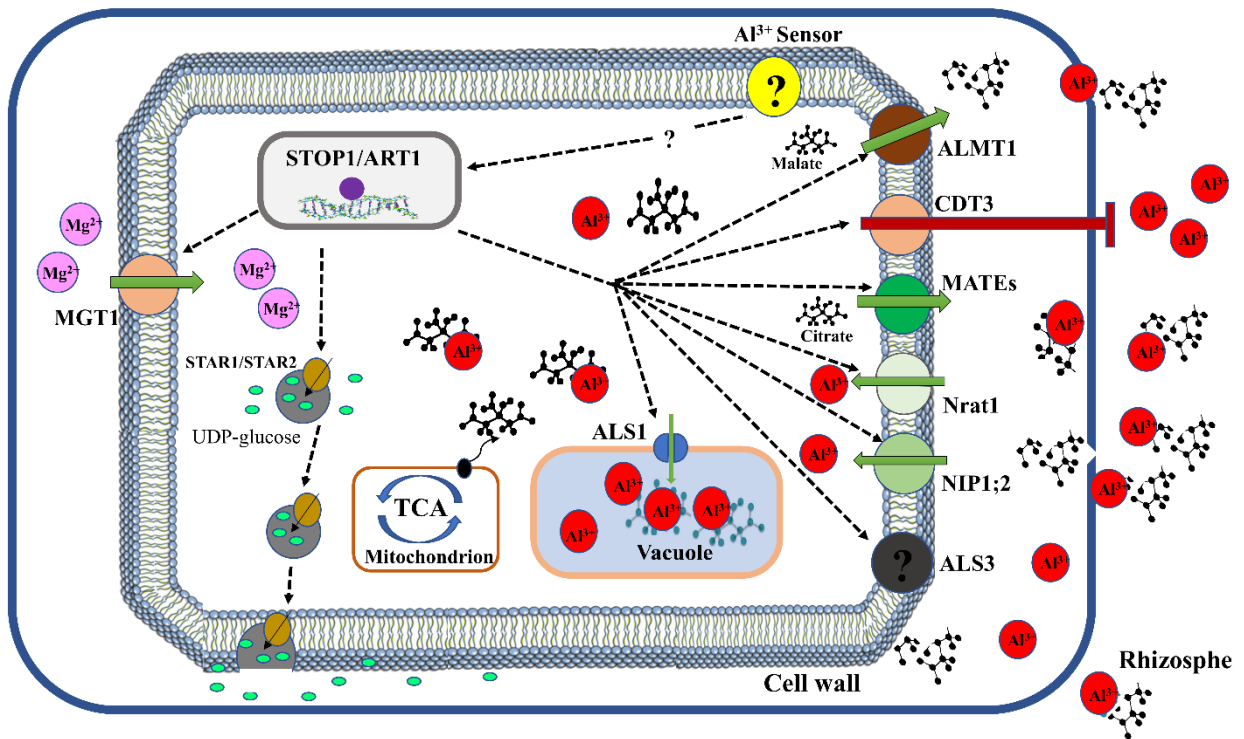 Al³⁺ Sensor
?
?
STOP1/ART1
Malate
ALMT1
Al³⁺
Al³⁺
Al³⁺
Al³⁺
Al³⁺
Al³⁺
CDT3
Mg²⁺
Mg²⁺
Mg²⁺
Mg²⁺
MGT1
MATEs
Citrate
Al³⁺
Al³⁺
Al³⁺
Al³⁺
STAR1/STAR2
Al³⁺
Nrat1
UDP-glucose
ALS1
Al³⁺
Al³⁺
NIP1;2
Al³⁺
Al³⁺
Al³⁺
Al³⁺
Al³⁺
TCA
Mitochondrion
Vacuole
?
ALS3
Al³⁺
Al³⁺
Cell wall
Rhizosphe
Al³⁺